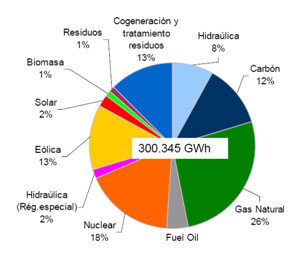 Cogeneración y
tratamiento
residuos
13%
Hidraúlica
8%
Carbón
12%
Gas Natural
26%
Fuel Oil
Nuclear
18%
Hidraúlica
(Rég.especial)
2%
Eólica
13%
Solar
2%
Biomasa
1%
Residuos
1%
300.345 GWh